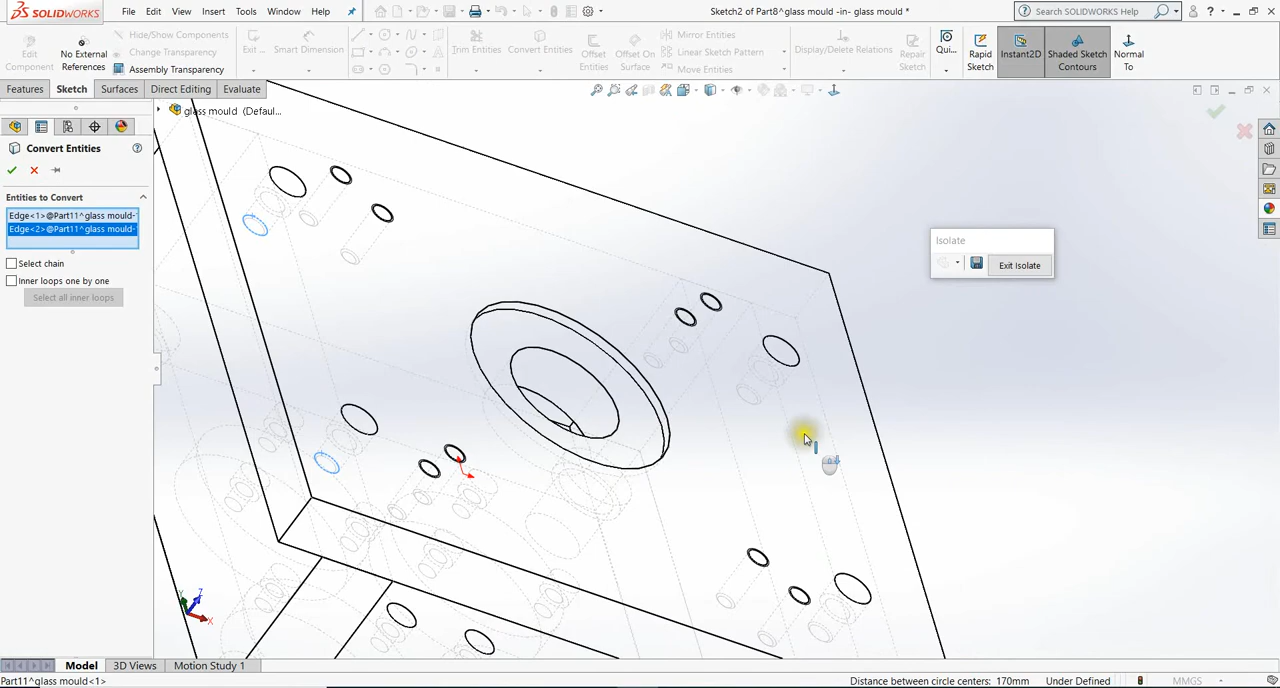 SOLIDWORKS File Edit View Insert Tools Window Help Sketch2 of Part8^glass mould -in- glass mould * Search SOLIDWORKS Help ?
Edit Component
No External References
Hide/Show Components
Change Transparency
Assembly Transparency
Exit ...
Smart Dimension
Trim Entities
Convert Entities
Offset Entities
Offset On Surface
Mirror Entities
Linear Sketch Pattern
Move Entities
Display/Delete Relations
Repair Sketch
Qui...
Rapid Sketch
Instant2D
Shaded Sketch Contours
Normal To
Features Sketch Surfaces Direct Editing Evaluate
glass mould (Defaul...
Convert Entities
Entities to Convert
Edge<1>@Part11^glass mould-1
Edge<2>@Part11^glass mould-1
Select chain
Inner loops one by one
Select all inner loops
Isolate
Exit Isolate
Z
X
Model 3D Views Motion Study 1
Part11^glass mould<1> Distance between circle centers: 170mm Under Defined MMGS